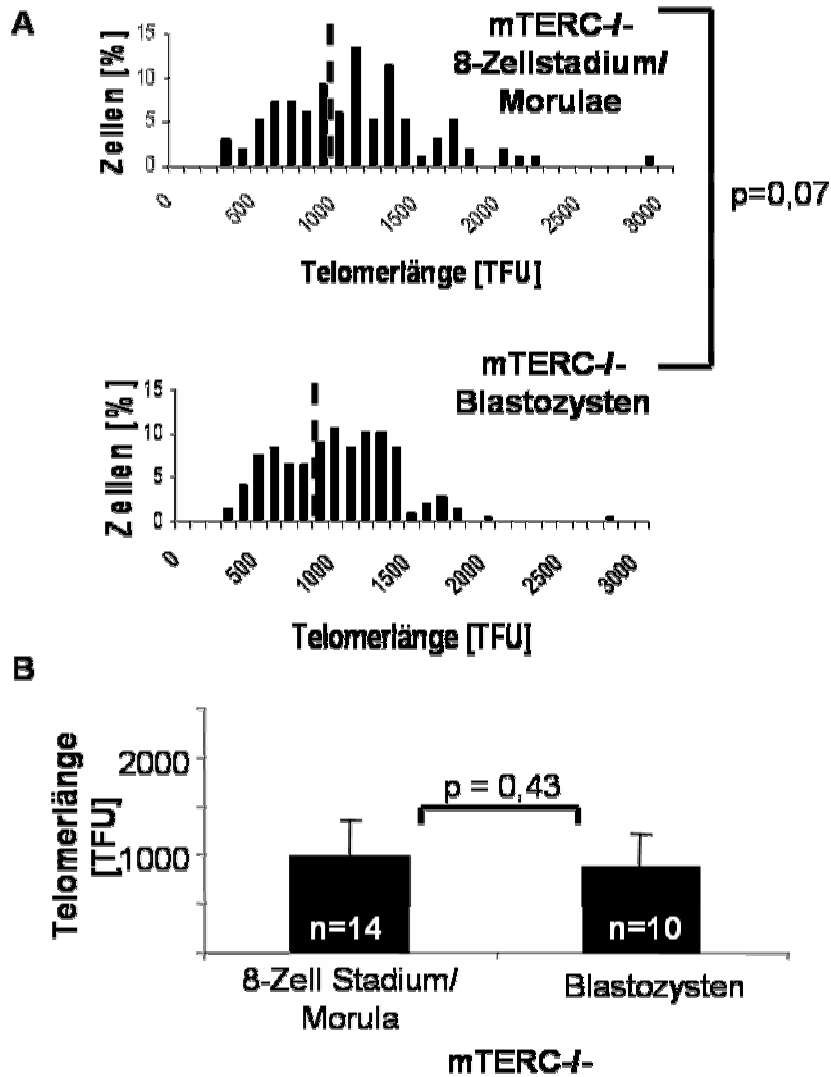 A
mTERC-/-
8-Zellstadium/
Morulae
Zellen [%]
15
10
5
0
0
500
1000
1500
2000
2500
3000
Telomerlänge [TFU]
p=0,07
mTERC-/-
Blastozysten
Zellen [%]
15
10
5
0
0
500
1000
1500
2000
2500
3000
Telomerlänge [TFU]
B
Telomerlänge
[TFU]
2000
1000
p = 0,43
n=14
n=10
8-Zell Stadium/
Morula
Blastozysten
mTERC-/-